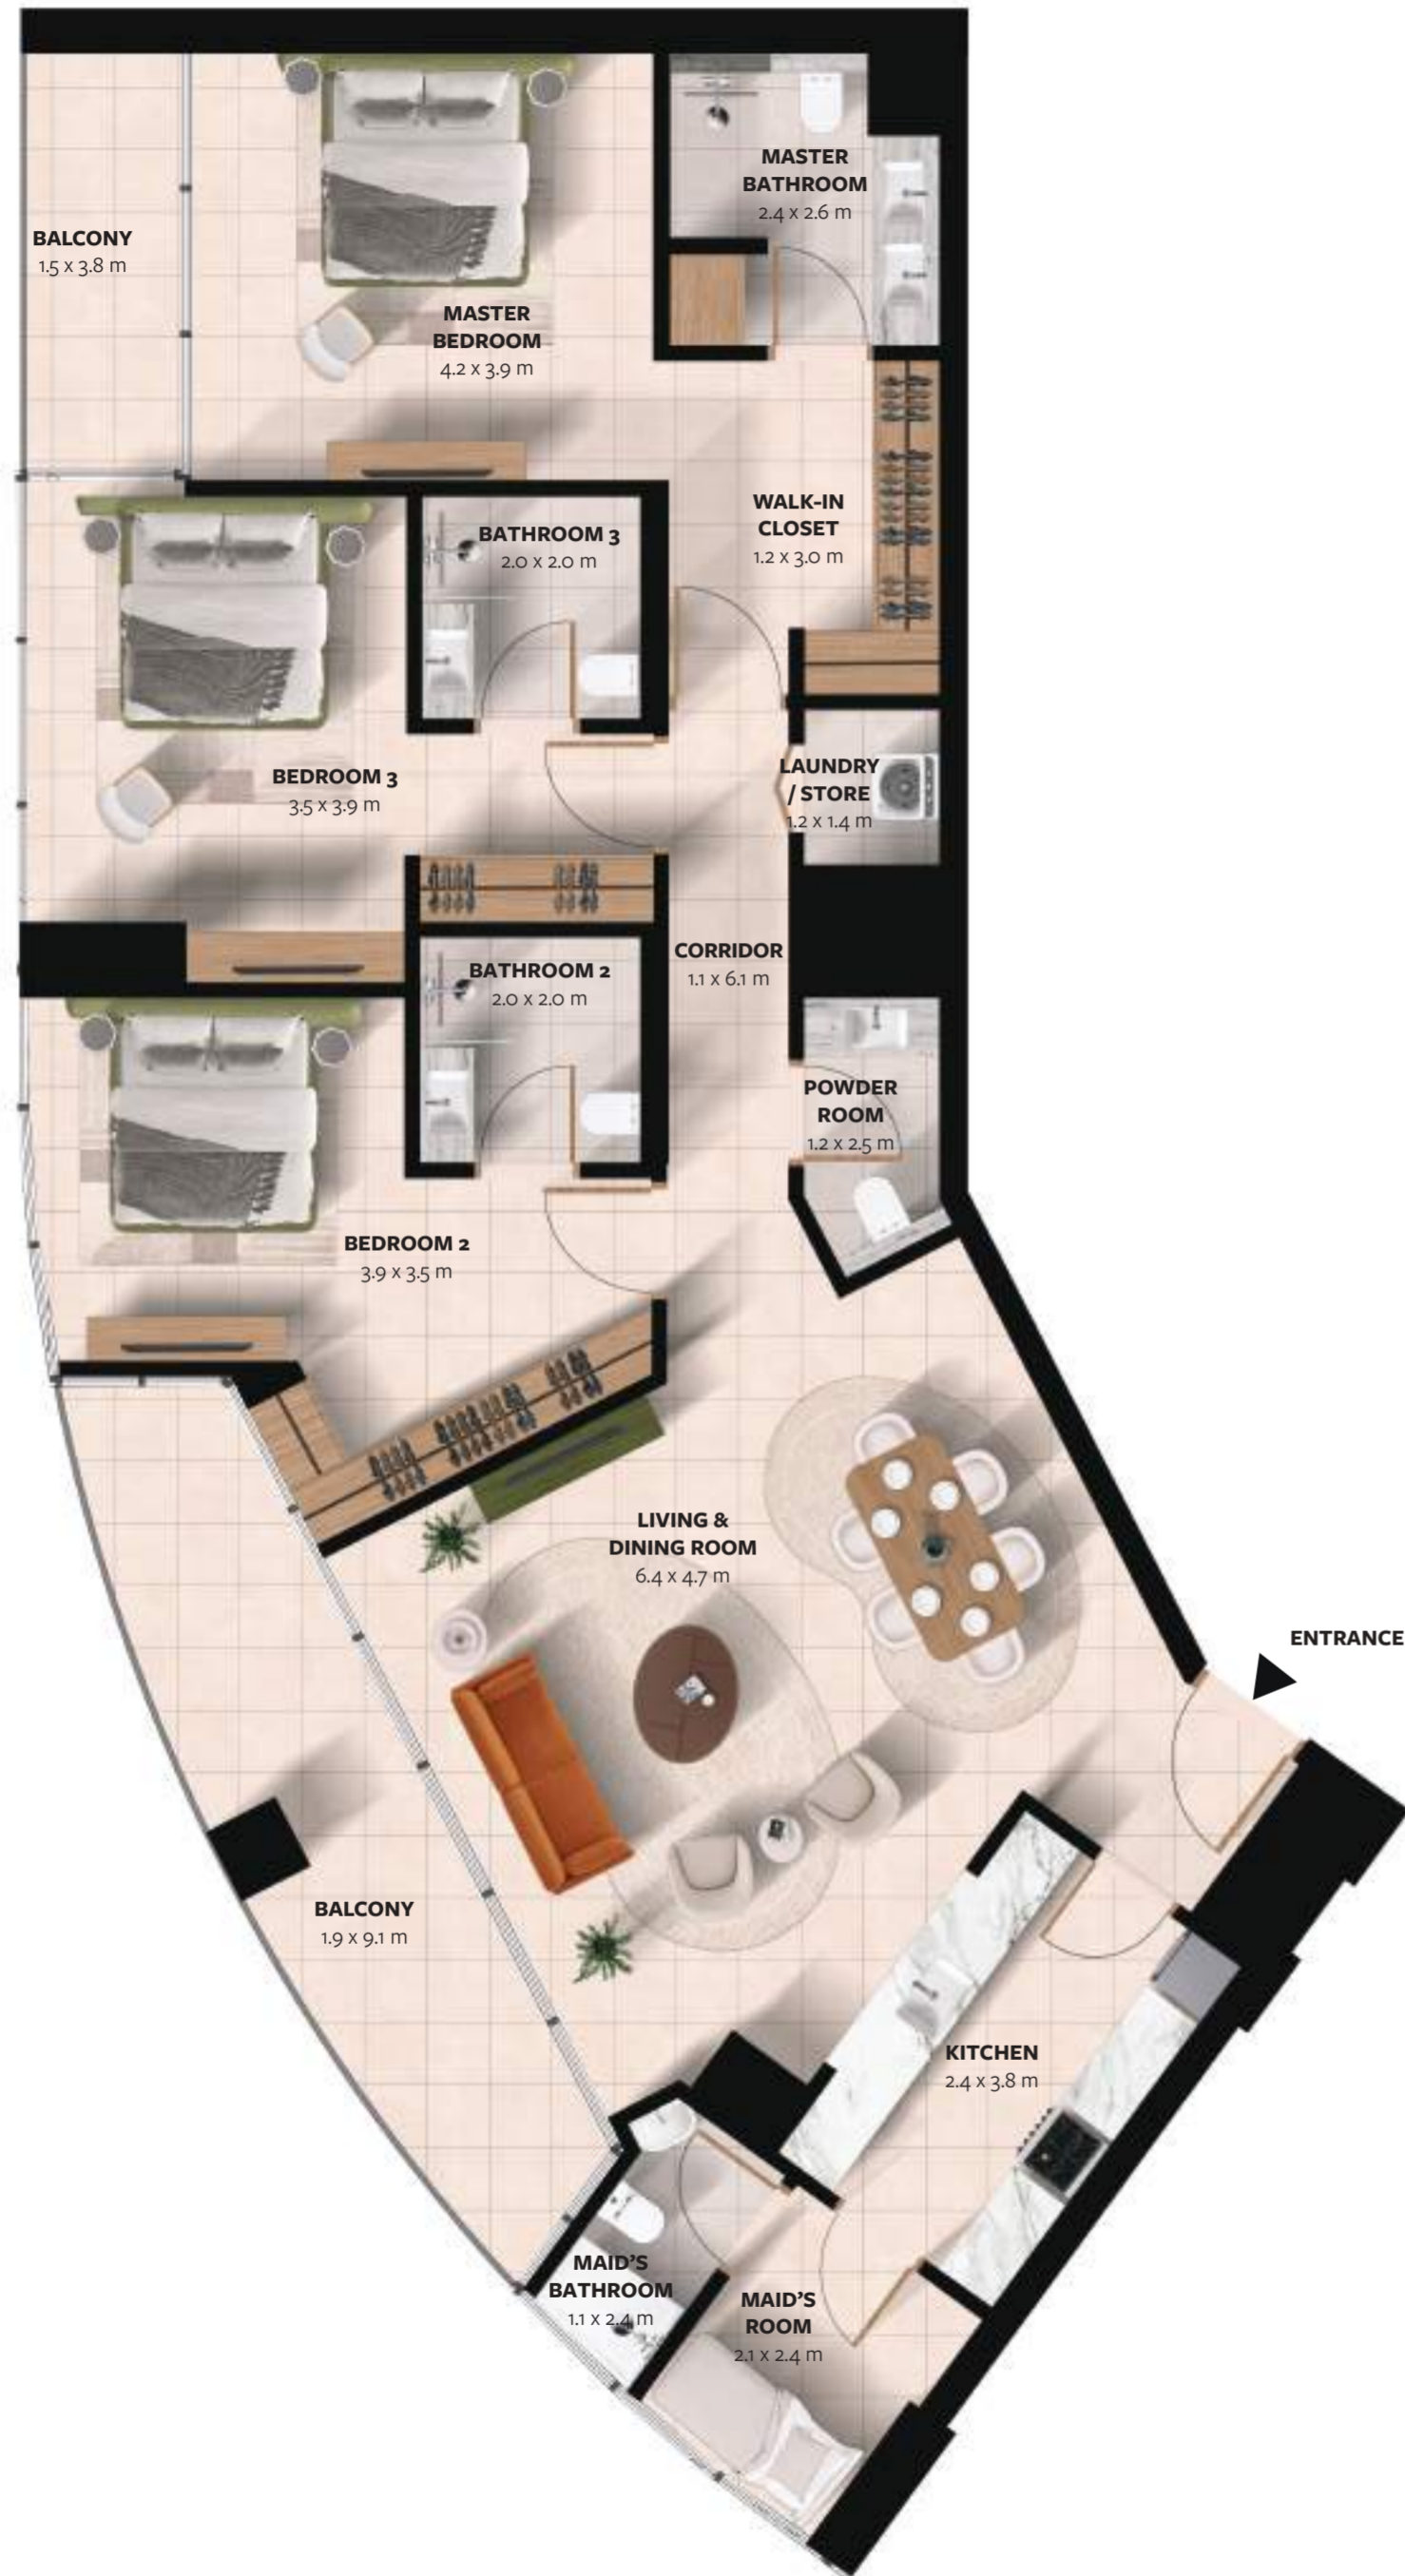 MASTER
BATHROOM
2.4 x 2.6 m
BALCONY
1.5 x 3.8 m
MASTER
BEDROOM
4.2 x 3.9 m
WALK-IN
CLOSET
1.2 x 3.0 m
BATHROOM 3
2.0 x 2.0 m
LAUNDRY
/ STORE
1.2 x 1.4 m
BEDROOM 3
3.5 x 3.9 m
CORRIDOR
1.1 x 6.1 m
BATHROOM 2
2.0 x 2.0 m
POWDER
ROOM
1.2 x 2.5 m
BEDROOM 2
3.9 x 3.5 m
LIVING &
DINING ROOM
6.4 x 4.7 m
ENTRANCE
BALCONY
1.9 x 9.1 m
KITCHEN
2.4 x 3.8 m
MAID'S
BATHROOM
1.1 x 2.4 m
MAID'S
ROOM
2.1 x 2.4 m